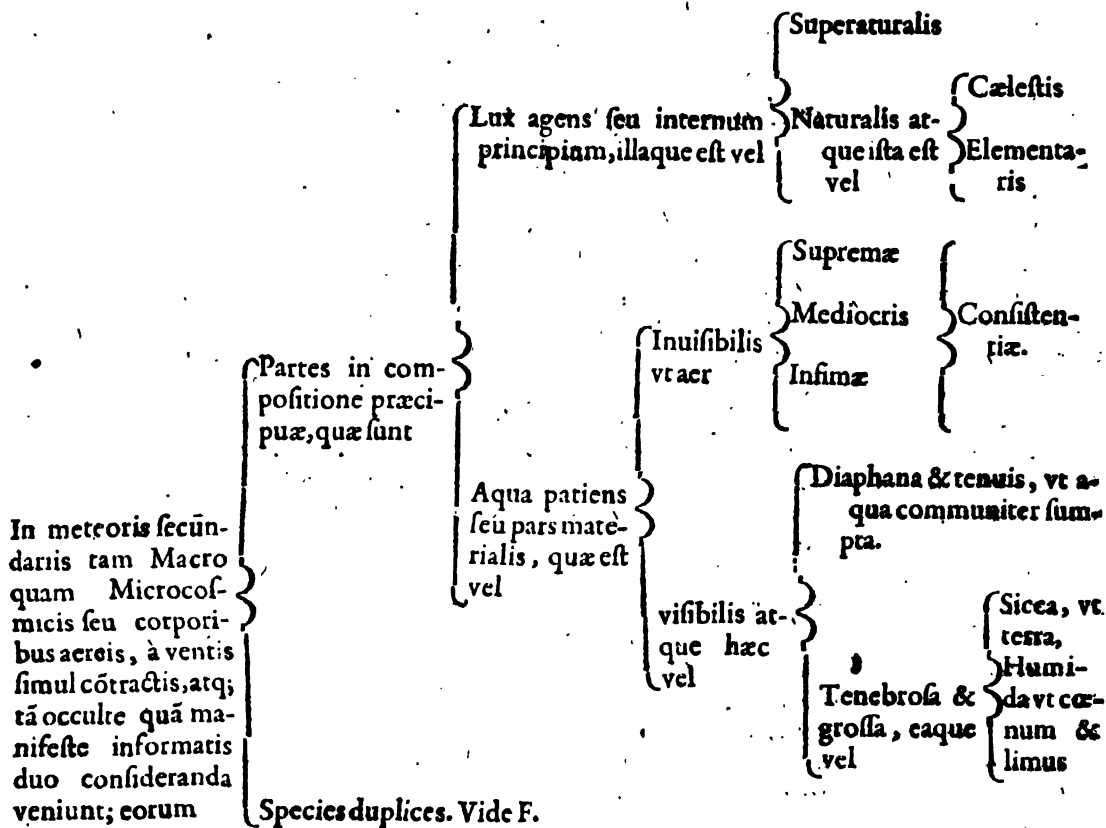 In meteoris secūn-
dariis tam Macro
quam Microcos-
micis seu corpori-
bus aereis, à ventis
simul cōtractis, atq;
tā occulte quā ma-
nifeste informatis
duo consideranda
veniunt; eorum
Partes in com-
positione præci-
puæ, quæ sunt
Lux agens seu internum
principium, illaque est vel
Superaturalis
Naturalis at-
que ista est
vel
Cælestis
Elementa-
ris
Aqua patiens
seu pars mate-
rialis, quæ est
vel
Inuisibilis
vt aer
Supremæ
Mediocris
Infimæ
Consisten-
tiæ.
visibilis at-
que hæc
vel
Diaphana & tenuis, vt a-
qua communiter sum-
pta.
Tenebrosa &
grossa, eaque
vel
Sicca, vt
terra,
Humi-
da vt cœ-
num &
limus
Species duplices. Vide F.